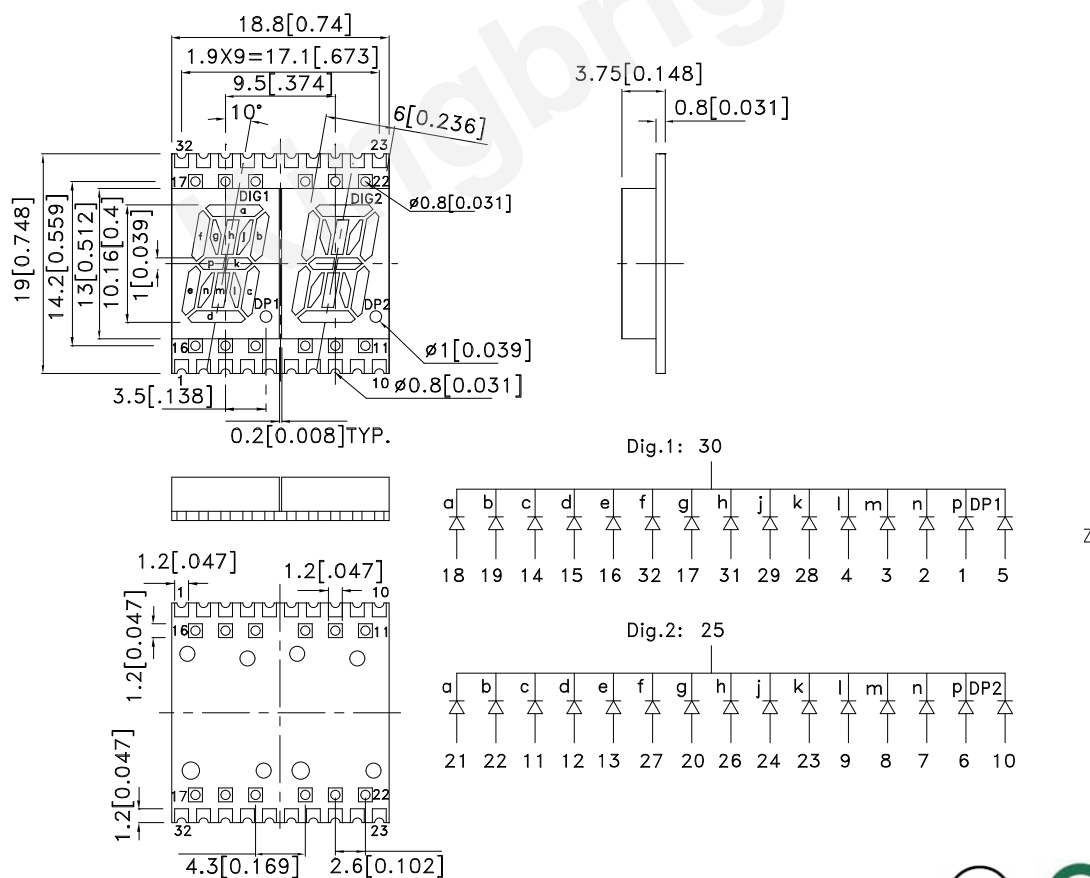 18.8[0.74]
1.9X9=17.1[.673]
9.5[.374]
10°
6[0.236]
3.75[0.148]
0.8[0.031]
32 23
17 22
DIG1 DIG2
ø0.8[0.031]
a
f g h j b
l
p k
e n m l c
d
DP1 DP2
16 11
1 10
19[0.748]
14.2[0.559]
13[0.512]
10.16[0.4]
1[0.039]
ø1[0.039]
ø0.8[0.031]
3.5[.138]
0.2[0.008]TYP.
Dig.1: 30
a b c d e f g h j k l m n p DP1
18 19 14 15 16 32 17 31 29 28 4 3 2 1 5
Z
Dig.2: 25
a b c d e f g h j k l m n p DP2
21 22 11 12 13 27 20 26 24 23 9 8 7 6 10
1.2[.047] 1.2[.047]
1 10
16 11
1.2[0.047]
1.2[0.047]
17 22
32 23
4.3[0.169] 2.6[0.102]
Kingbright